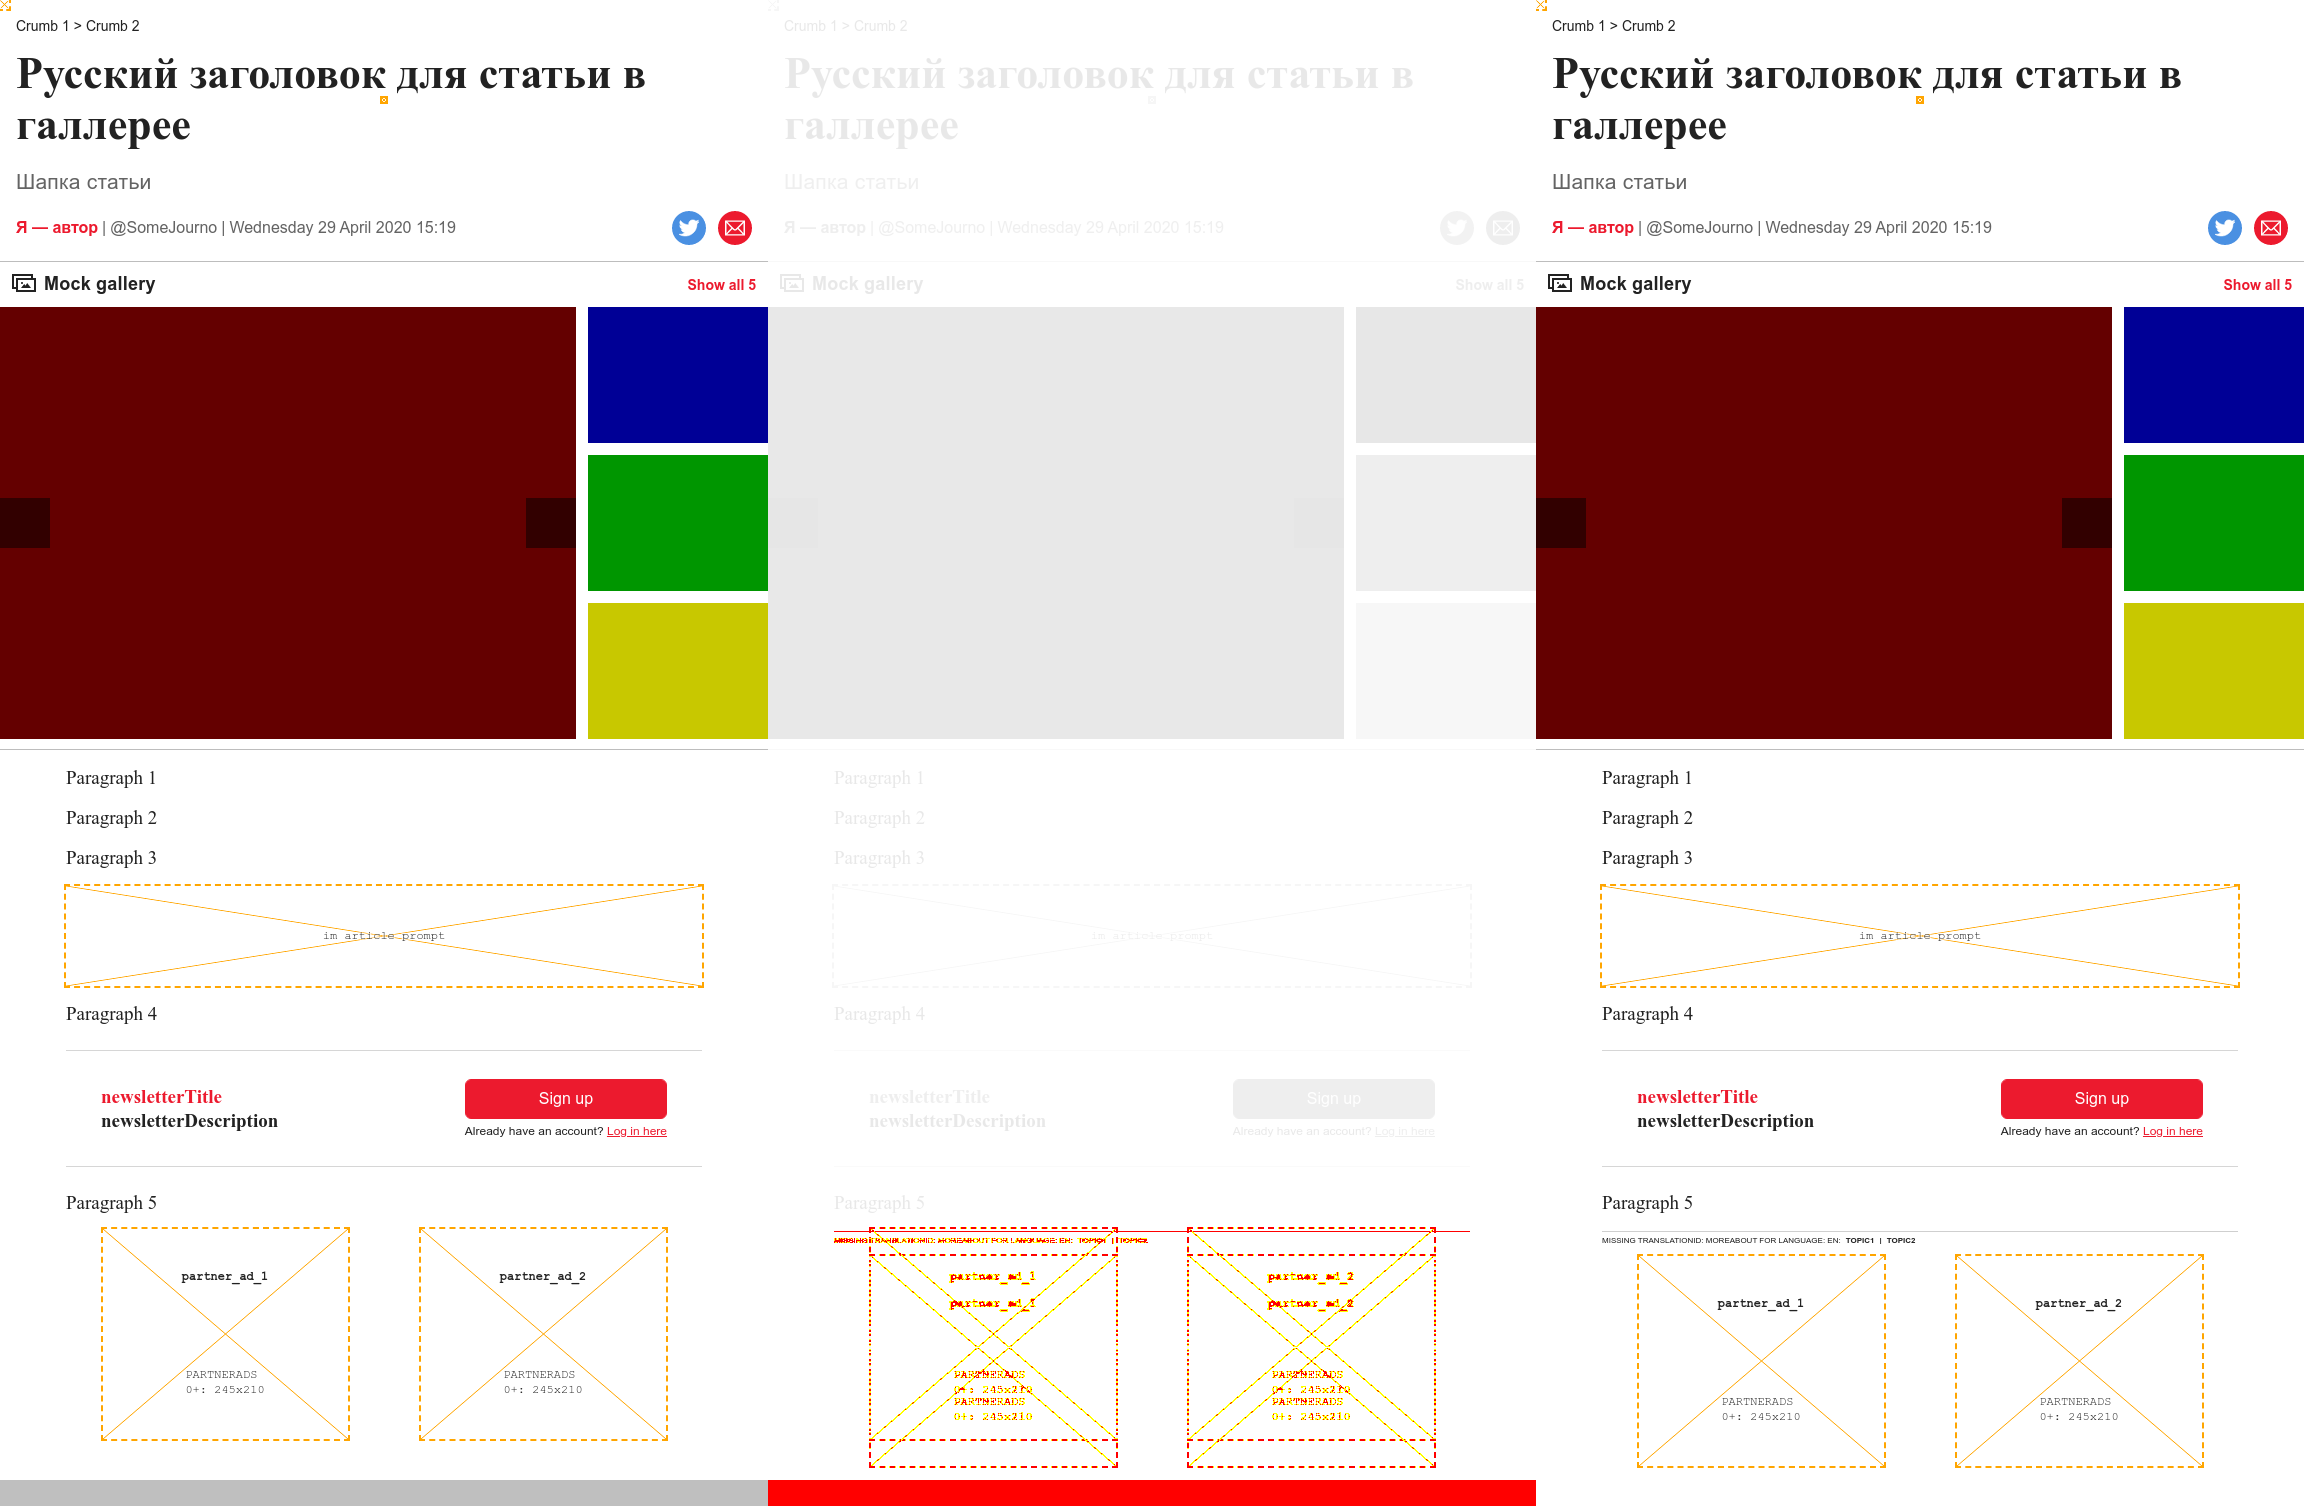 Crumb 1 > Crumb 2
Русский заголовок для статьи в
галлерее
Шапка статьи
Я — автор | @SomeJourno | Wednesday 29 April 2020 15:19
Mock gallery
Show all 5
Paragraph 1
Paragraph 2
Paragraph 3
im article prompt
Paragraph 4
newsletterTitle
newsletterDescription
Sign up
Already have an account? Log in here
Paragraph 5
partner_ad_1
PARTNERADS
0+: 245x210
partner_ad_2
PARTNERADS
0+: 245x210
Crumb 1 > Crumb 2
Русский заголовок для статьи в
галлерее
Шапка статьи
Я — автор | @SomeJourno | Wednesday 29 April 2020 15:19
Mock gallery
Show all 5
Paragraph 1
Paragraph 2
Paragraph 3
im article prompt
Paragraph 4
newsletterTitle
newsletterDescription
Sign up
Already have an account? Log in here
Paragraph 5
partner_ad_1
partner_ad_1
PARTNERADS
0+: 245x210
PARTNERADS
0+: 245x210
partner_ad_2
partner_ad_2
PARTNERADS
0+: 245x210
PARTNERADS
0+: 245x210
Crumb 1 > Crumb 2
Русский заголовок для статьи в
галлерее
Шапка статьи
Я — автор | @SomeJourno | Wednesday 29 April 2020 15:19
Mock gallery
Show all 5
Paragraph 1
Paragraph 2
Paragraph 3
im article prompt
Paragraph 4
newsletterTitle
newsletterDescription
Sign up
Already have an account? Log in here
Paragraph 5
MISSING TRANSLATIONID: MOREABOUT FOR LANGUAGE: EN: TOPIC1 | TOPIC2
partner_ad_1
PARTNERADS
0+: 245x210
partner_ad_2
PARTNERADS
0+: 245x210